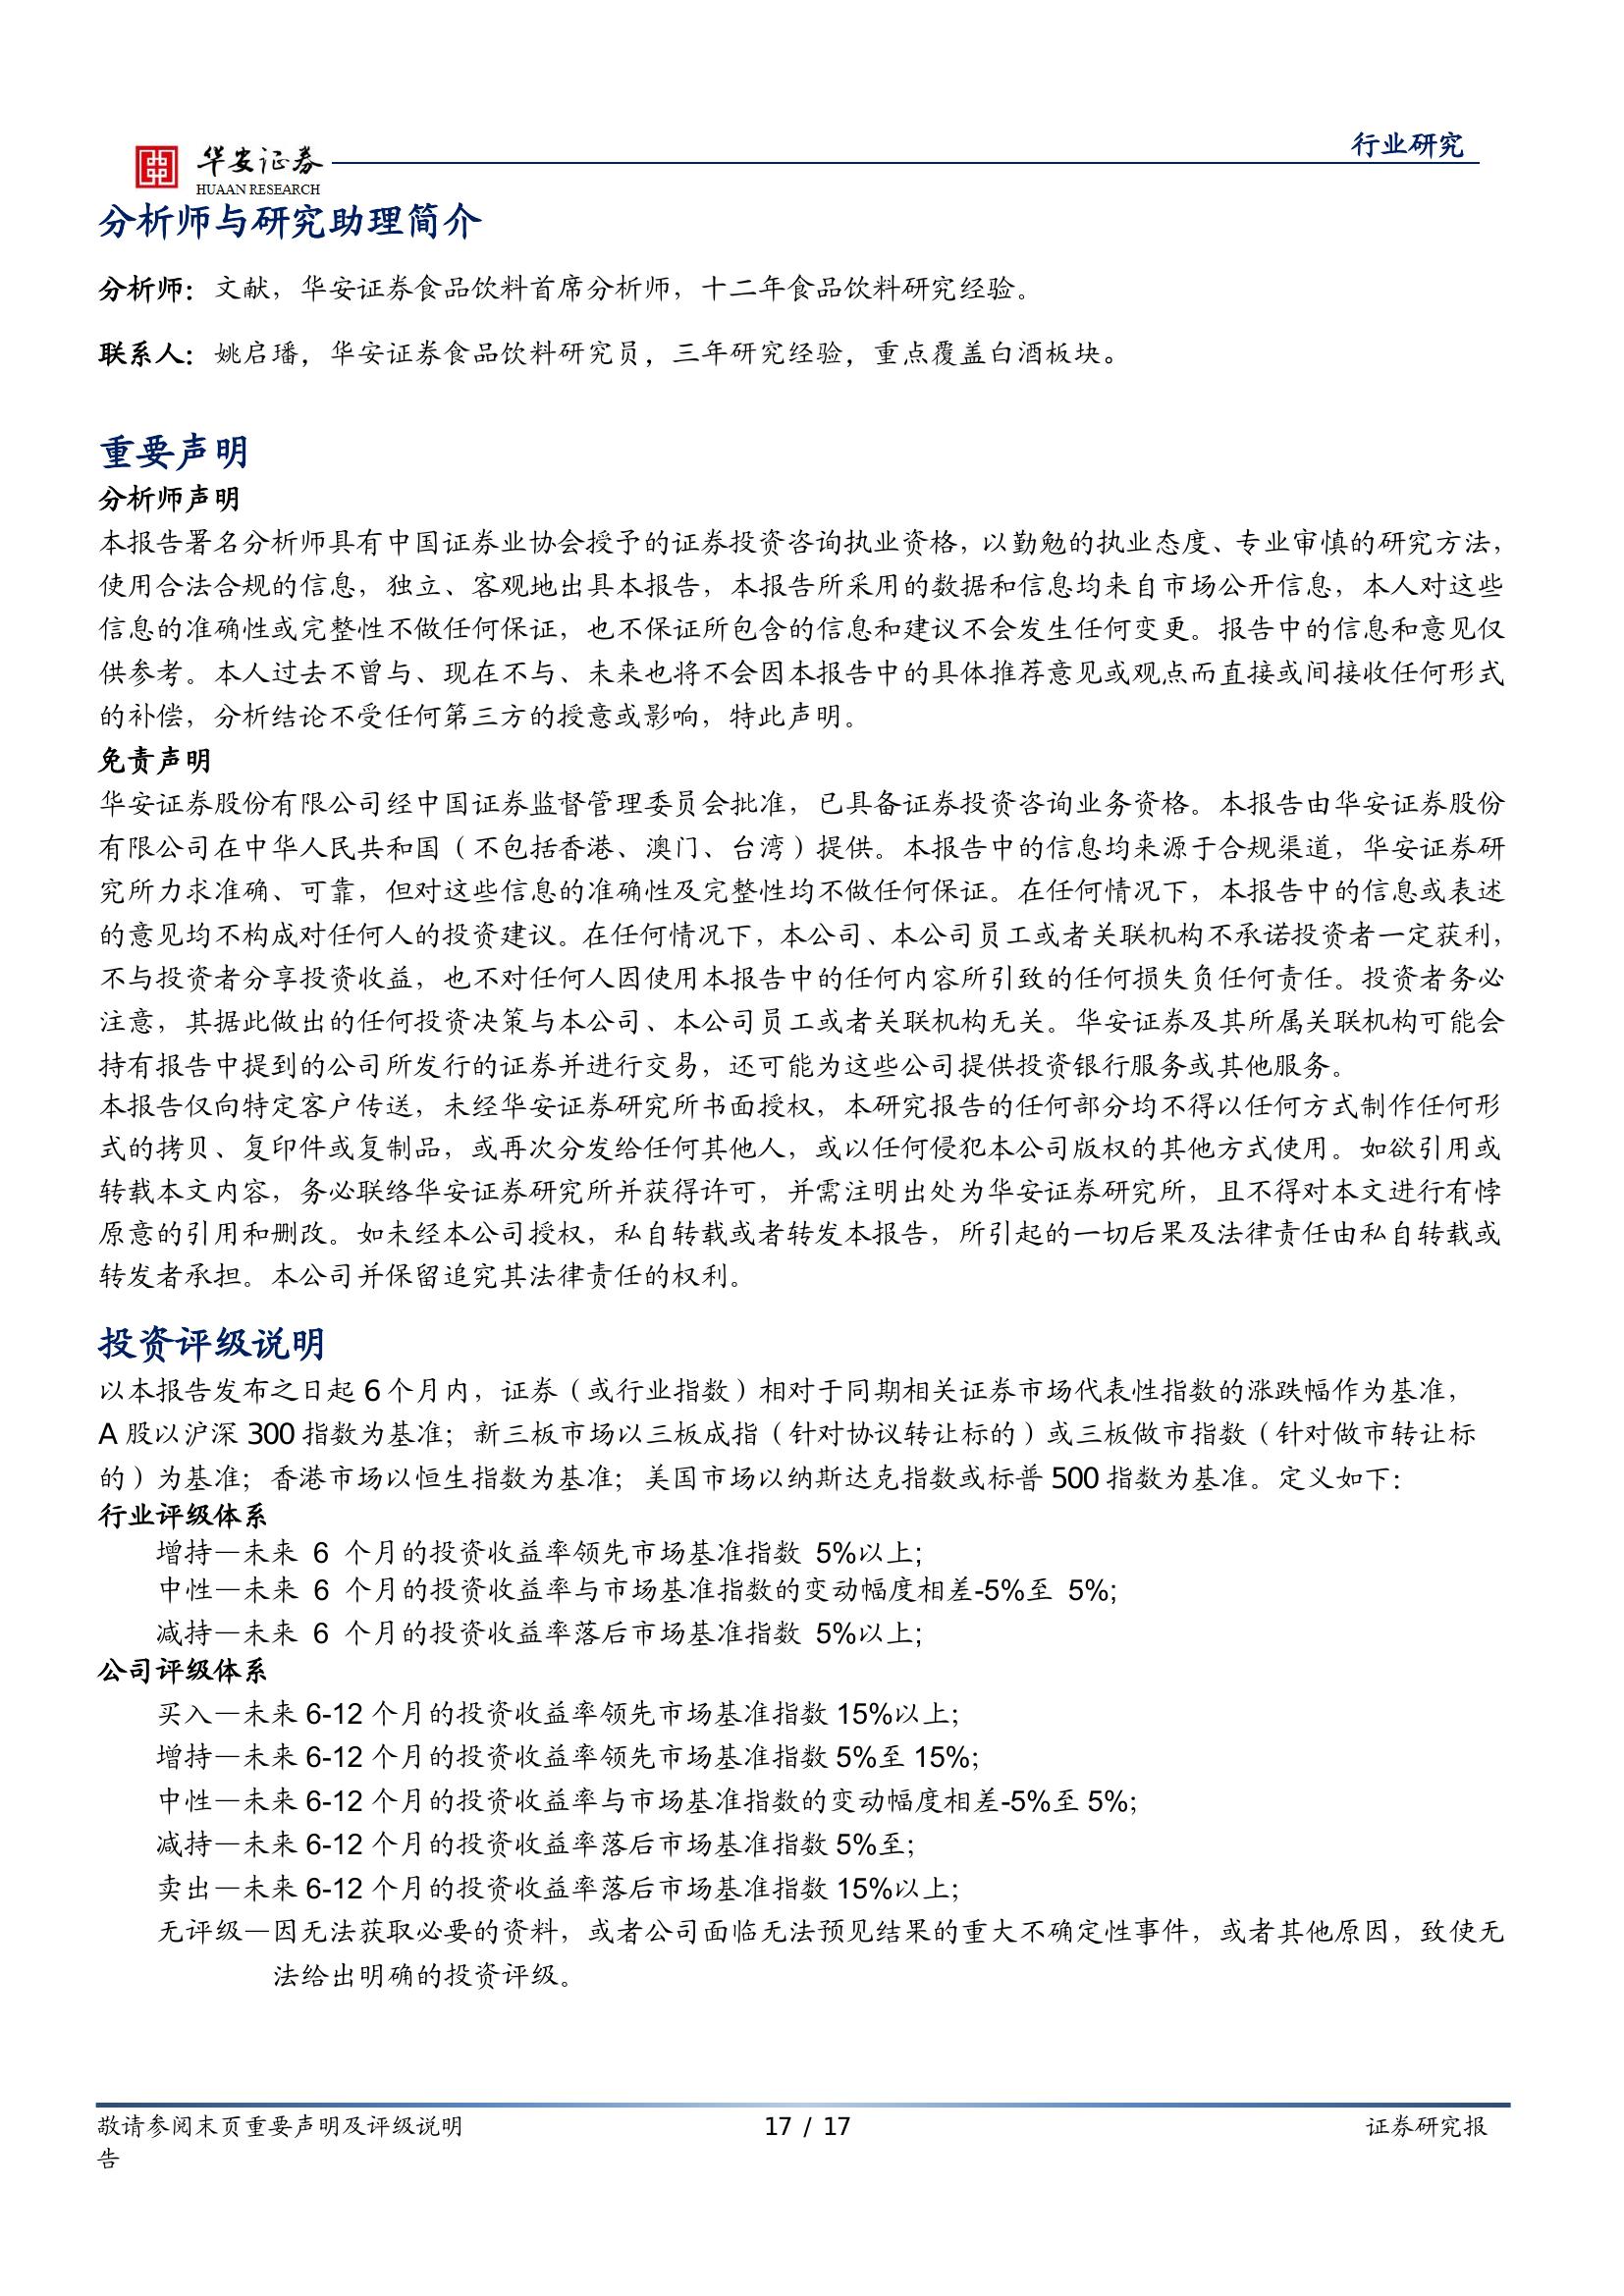 行业研究
华安证券
HUAAN RESEARCH
分析师与研究助理简介
分析师：文献，华安证券食品饮料首席分析师，十二年食品饮料研究经验。
联系人：姚启璠，华安证券食品饮料研究员，三年研究经验，重点覆盖白酒板块。
重要声明
分析师声明
本报告署名分析师具有中国证券业协会授予的证券投资咨询执业资格，以勤勉的执业态度、专业审慎的研究方法，
使用合法合规的信息，独立、客观地出具本报告，本报告所采用的数据和信息均来自市场公开信息，本人对这些
信息的准确性或完整性不做任何保证，也不保证所包含的信息和建议不会发生任何变更。报告中的信息和意见仅
供参考。本人过去不曾与、现在不与、未来也将不会因本报告中的具体推荐意见或观点而直接或间接收任何形式
的补偿，分析结论不受任何第三方的授意或影响，特此声明。
免责声明
华安证券股份有限公司经中国证券监督管理委员会批准，已具备证券投资咨询业务资格。本报告由华安证券股份
有限公司在中华人民共和国（不包括香港、澳门、台湾）提供。本报告中的信息均来源于合规渠道，华安证券研
究所力求准确、可靠，但对这些信息的准确性及完整性均不做任何保证。在任何情况下，本报告中的信息或表述
的意见均不构成对任何人的投资建议。在任何情况下，本公司、本公司员工或者关联机构不承诺投资者一定获利，
不与投资者分享投资收益，也不对任何人因使用本报告中的任何内容所引致的任何损失负任何责任。投资者务必
注意，其据此做出的任何投资决策与本公司、本公司员工或者关联机构无关。华安证券及其所属关联机构可能会
持有报告中提到的公司所发行的证券并进行交易，还可能为这些公司提供投资银行服务或其他服务。
本报告仅向特定客户传送，未经华安证券研究所书面授权，本研究报告的任何部分均不得以任何方式制作任何形
式的拷贝、复印件或复制品，或再次分发给任何其他人，或以任何侵犯本公司版权的其他方式使用。如欲引用或
转载本文内容，务必联络华安证券研究所并获得许可，并需注明出处为华安证券研究所，且不得对本文进行有悖
原意的引用和删改。如未经本公司授权，私自转载或者转发本报告，所引起的一切后果及法律责任由私自转载或
转发者承担。本公司并保留追究其法律责任的权利。
投资评级说明
以本报告发布之日起 6 个月内，证券（或行业指数）相对于同期相关证券市场代表性指数的涨跌幅作为基准，
A 股以沪深 300 指数为基准；新三板市场以三板成指（针对协议转让标的）或三板做市指数（针对做市转让标
的）为基准；香港市场以恒生指数为基准；美国市场以纳斯达克指数或标普 500 指数为基准。定义如下：
行业评级体系
增持—未来 6 个月的投资收益率领先市场基准指数 5%以上;
中性—未来 6 个月的投资收益率与市场基准指数的变动幅度相差-5%至 5%;
减持—未来 6 个月的投资收益率落后市场基准指数 5%以上;
公司评级体系
买入—未来 6-12 个月的投资收益率领先市场基准指数 15%以上;
增持—未来 6-12 个月的投资收益率领先市场基准指数 5%至 15%;
中性—未来 6-12 个月的投资收益率与市场基准指数的变动幅度相差-5%至 5%;
减持—未来 6-12 个月的投资收益率落后市场基准指数 5%至;
卖出—未来 6-12 个月的投资收益率落后市场基准指数 15%以上;
无评级—因无法获取必要的资料，或者公司面临无法预见结果的重大不确定性事件，或者其他原因，致使无
法给出明确的投资评级。
敬请参阅末页重要声明及评级说明 17 / 17 证券研究报
告